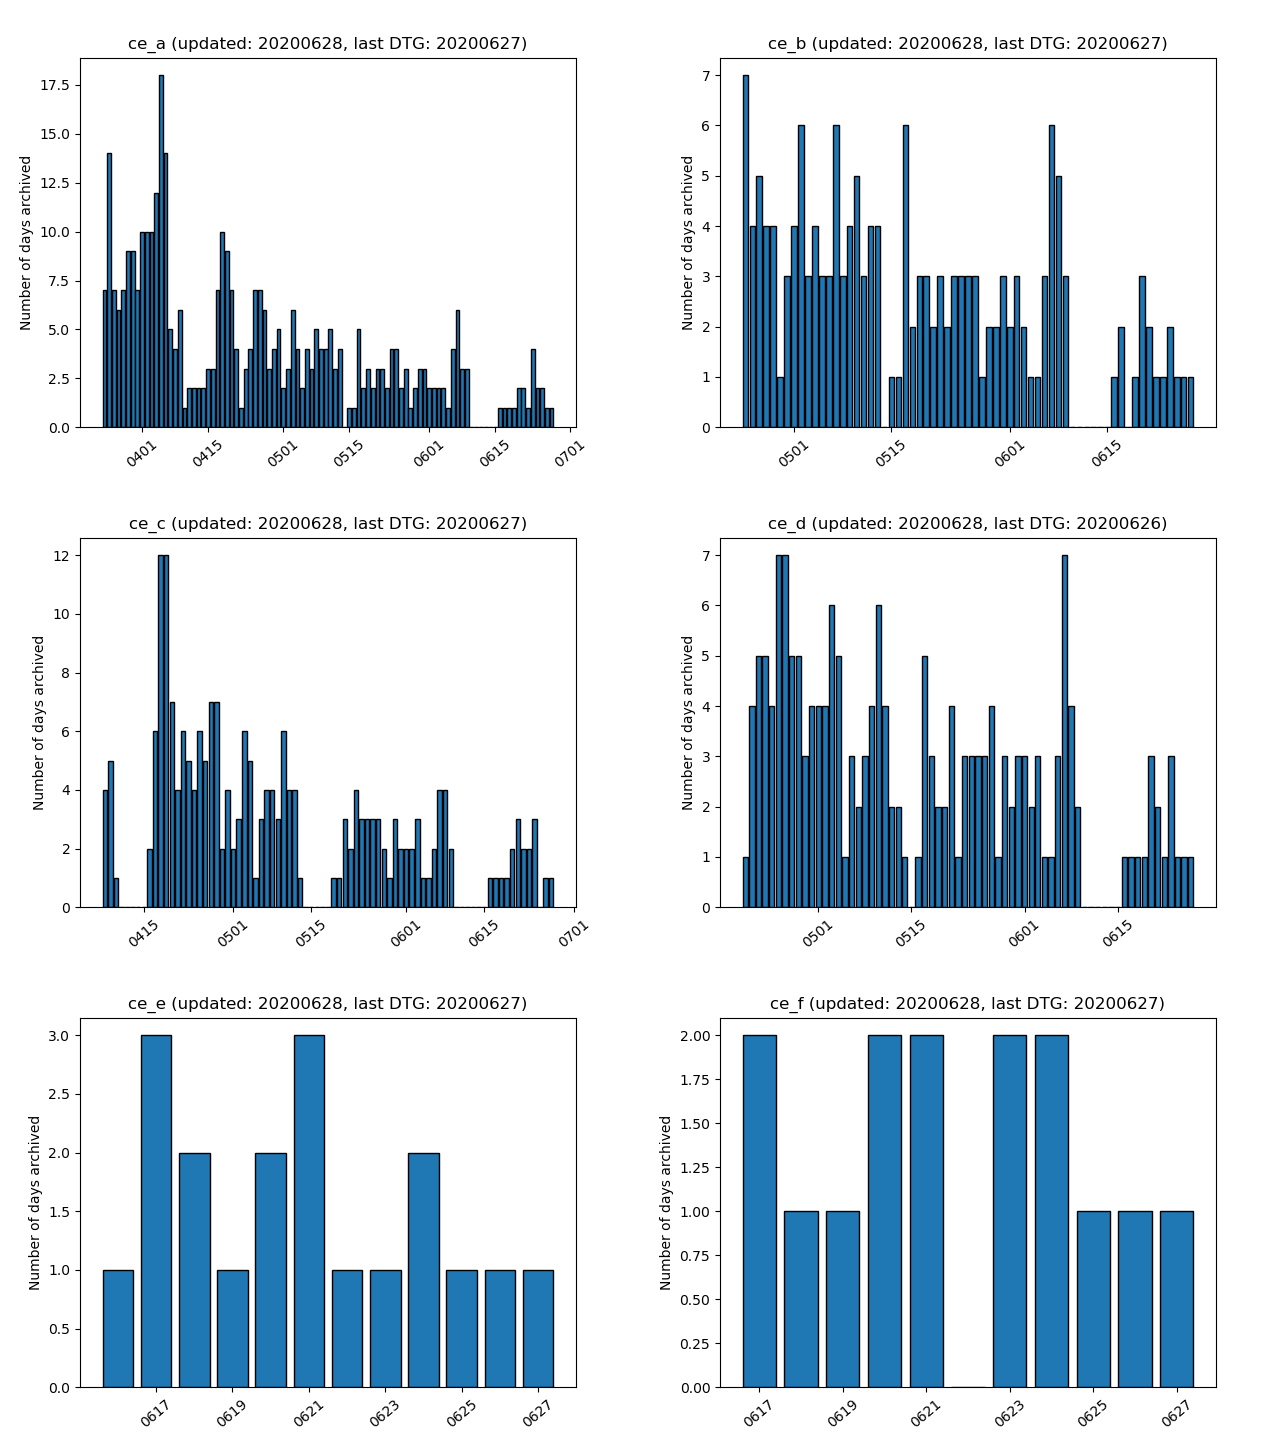 ce_a (updated: 20200628, last DTG: 20200627)
Number of days archived
17.5
15.0
12.5
10.0
7.5
5.0
2.5
0.0
0401 0415 0501 0515 0601 0615 0701
ce_b (updated: 20200628, last DTG: 20200627)
Number of days archived
7
6
5
4
3
2
1
0
0501 0515 0601 0615
ce_c (updated: 20200628, last DTG: 20200627)
Number of days archived
12
10
8
6
4
2
0
0415 0501 0515 0601 0615 0701
ce_d (updated: 20200628, last DTG: 20200626)
Number of days archived
7
6
5
4
3
2
1
0
0501 0515 0601 0615
ce_e (updated: 20200628, last DTG: 20200627)
Number of days archived
3.0
2.5
2.0
1.5
1.0
0.5
0.0
0617 0619 0621 0623 0625 0627
ce_f (updated: 20200628, last DTG: 20200627)
Number of days archived
2.00
1.75
1.50
1.25
1.00
0.75
0.50
0.25
0.00
0617 0619 0621 0623 0625 0627